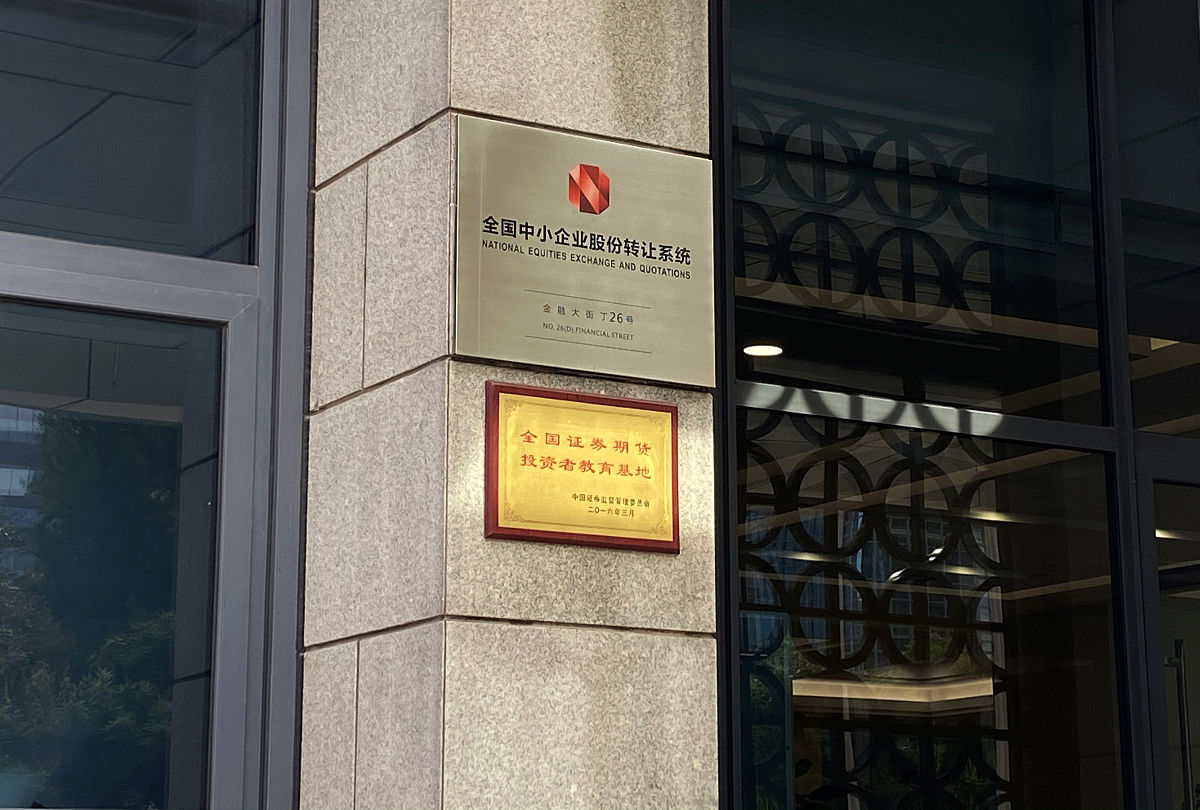 全国中小企业股份转让系统
NATIONAL EQUITIES EXCHANGE AND QUOTATIONS
金融大街丁26号
NO. 26(D),FINANCIAL STREET
全国证券期货
投资者教育基地
中国证券监督管理委员会
二〇一六年三月